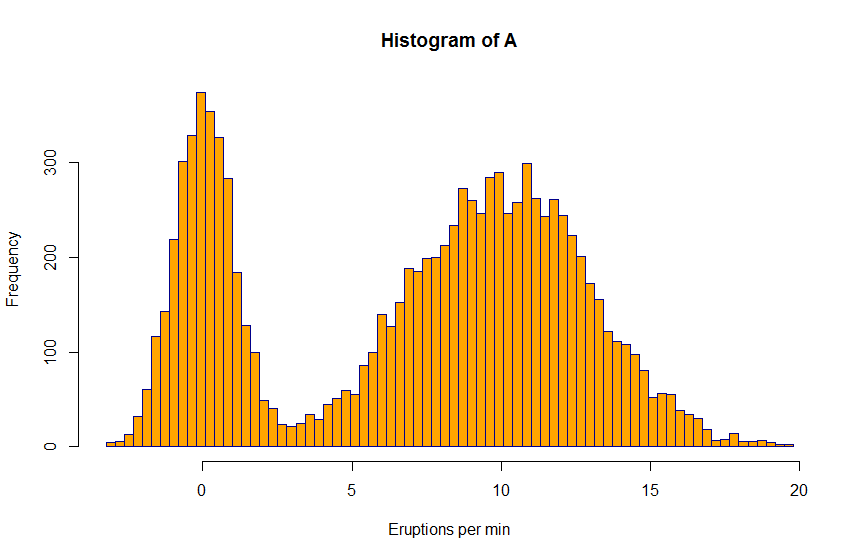 Histogram of A
Frequency
300
200
100
0
0 5 10 15 20
Eruptions per min